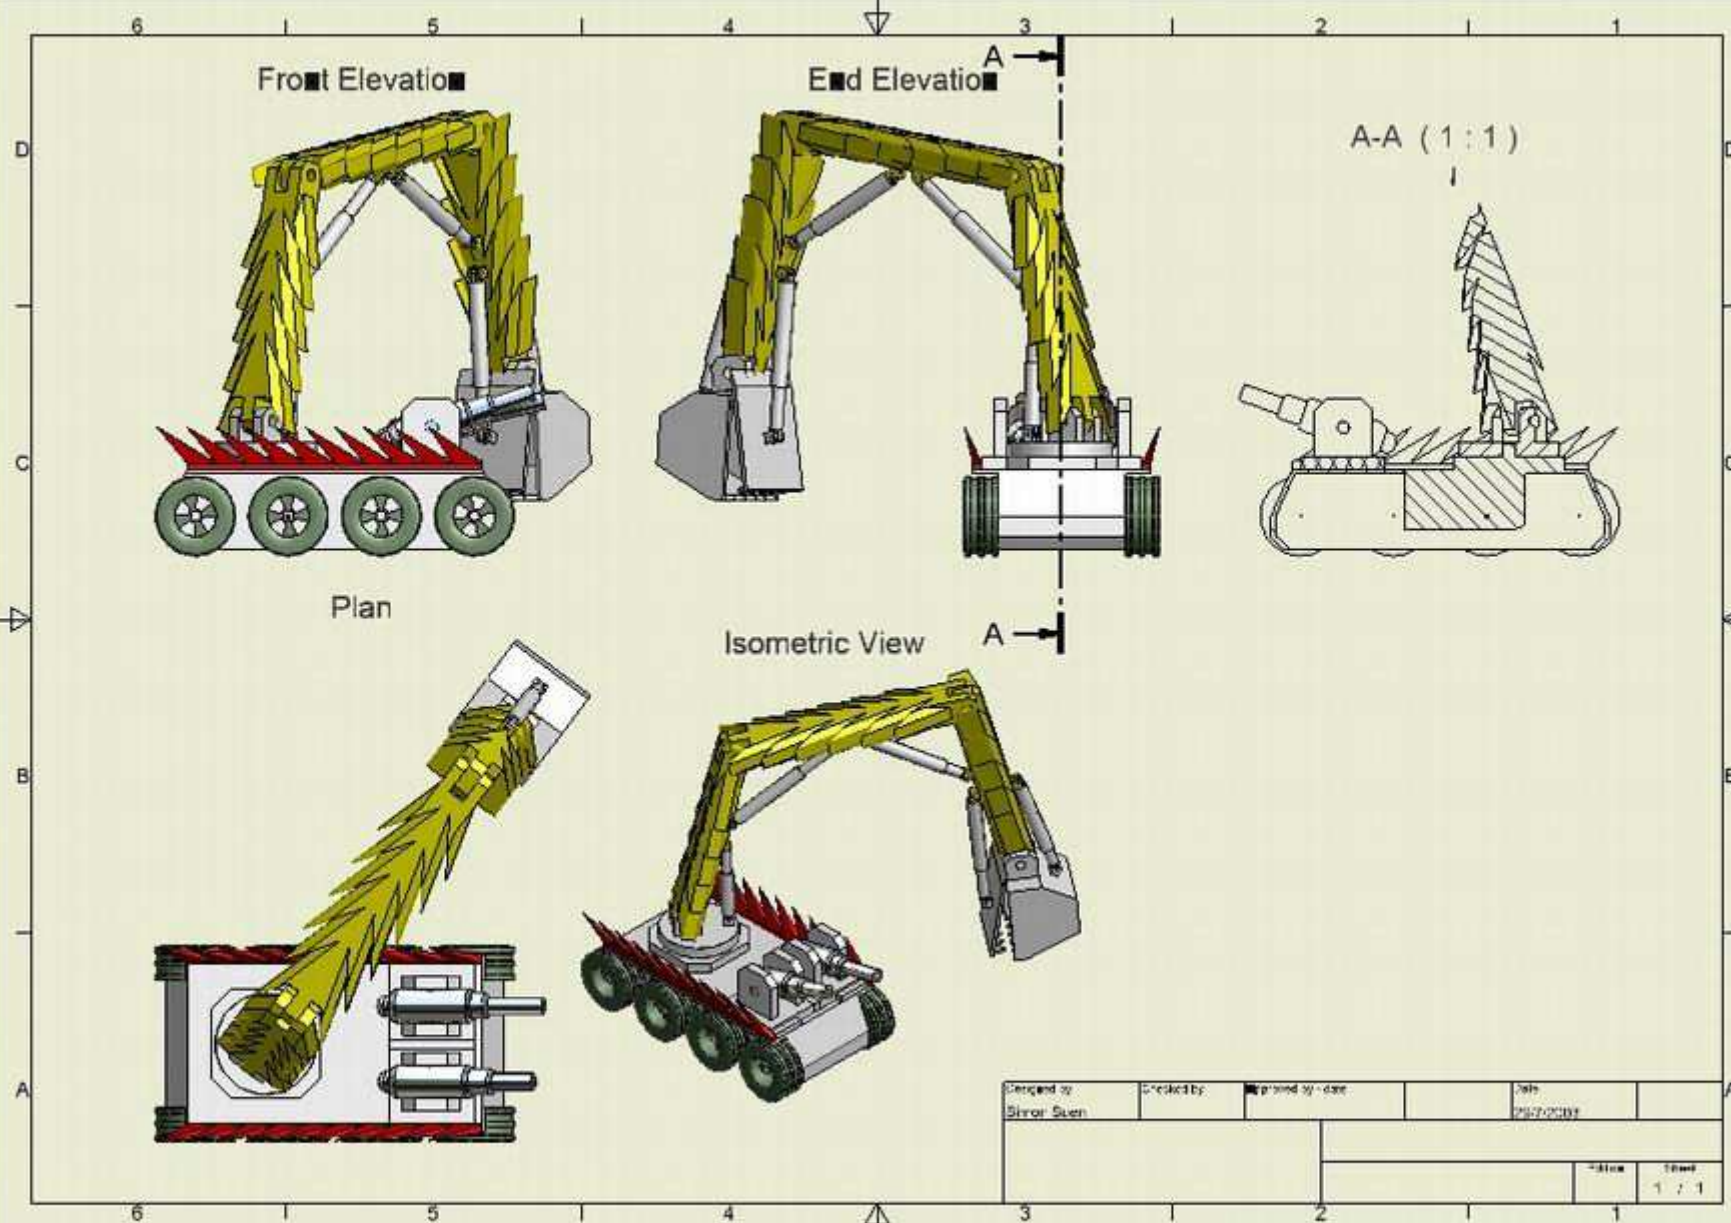 6 5 4 3 2 1
Front Elevation
End Elevation
A
D
A-A ( 1 : 1 )
C
Plan
Isometric View
A
B
A
Designed by Checked by Approved by - date Date
Suen
Edition Sheet
1 / 1
6 5 4 3 2 1